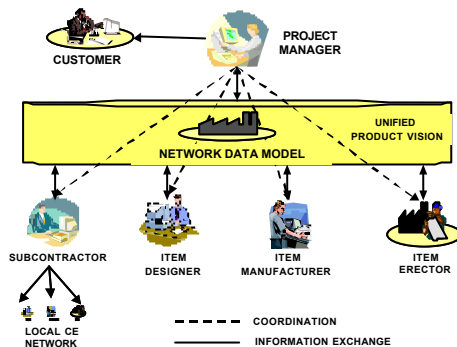 PROJECT
MANAGER
CUSTOMER
UNIFIED
PRODUCT VISION
NETWORK DATA MODEL
SUBCONTRACTOR
ITEM
DESIGNER
ITEM
MANUFACTURER
ITEM
ERECTOR
LOCAL CE
NETWORK
COORDINATION
INFORMATION EXCHANGE